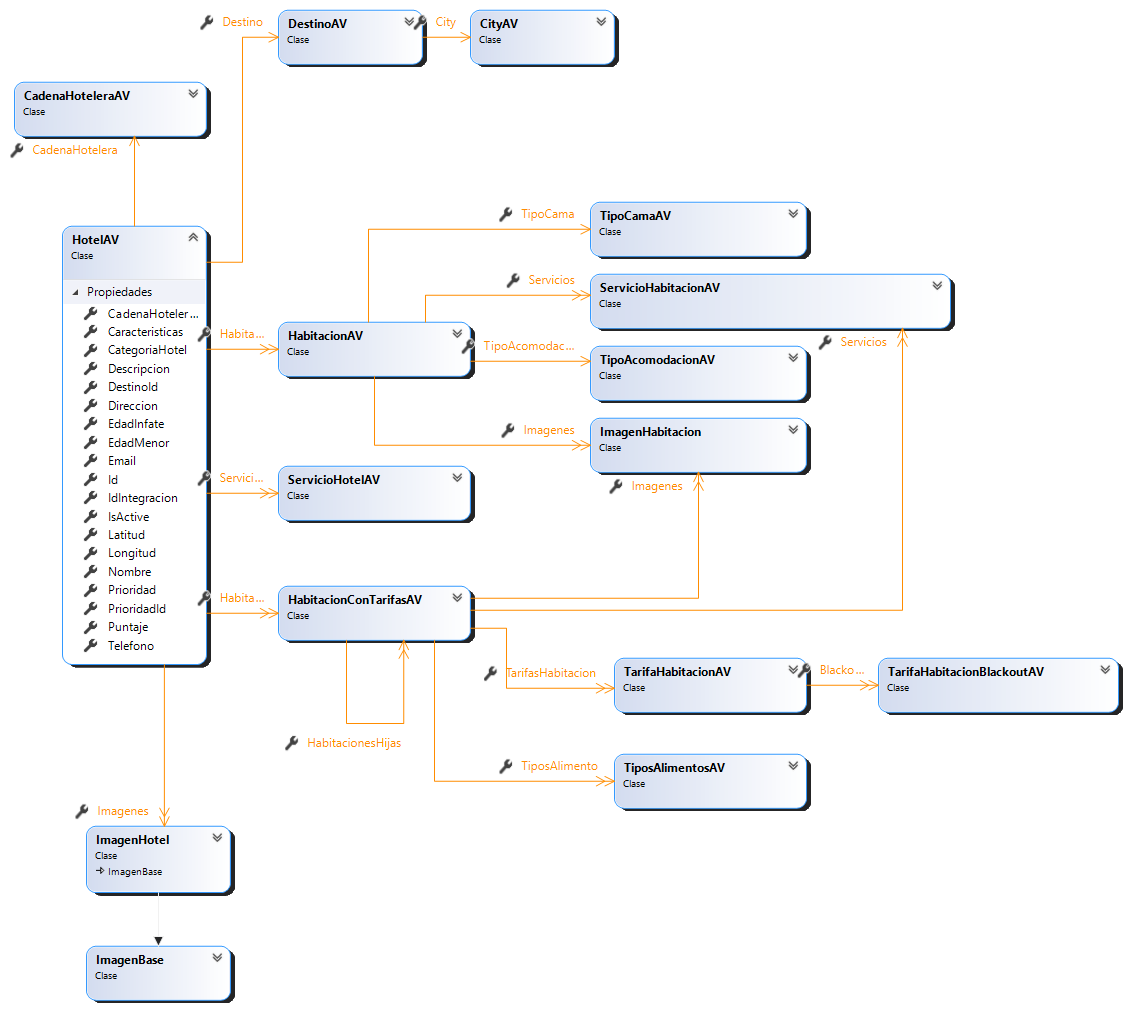 Destino
DestinoAV
Clase
City
CityAV
Clase
CadenaHoteleraAV
Clase
CadenaHotelera
HotelAV
Clase
Propiedades
CadenaHoteler...
Caracteristicas
CategoriaHotel
Descripcion
DestinoId
Direccion
EdadInfate
EdadMenor
Email
Id
IdIntegracion
IsActive
Latitud
Longitud
Nombre
Prioridad
PrioridadId
Puntaje
Telefono
TipoCama
TipoCamaAV
Clase
Servicios
ServicioHabitacionAV
Clase
Habita...
HabitacionAV
Clase
TipoAcomodac...
TipoAcomodacionAV
Clase
Servicios
Imagenes
ImagenHabitacion
Clase
Imagenes
Servici...
ServicioHotelAV
Clase
Habita...
HabitacionConTarifasAV
Clase
TarifasHabitacion
TarifaHabitacionAV
Clase
Blacko...
TarifaHabitacionBlackoutAV
Clase
HabitacionesHijas
TiposAlimento
TiposAlimentosAV
Clase
Imagenes
ImagenHotel
Clase
ImagenBase
ImagenBase
Clase